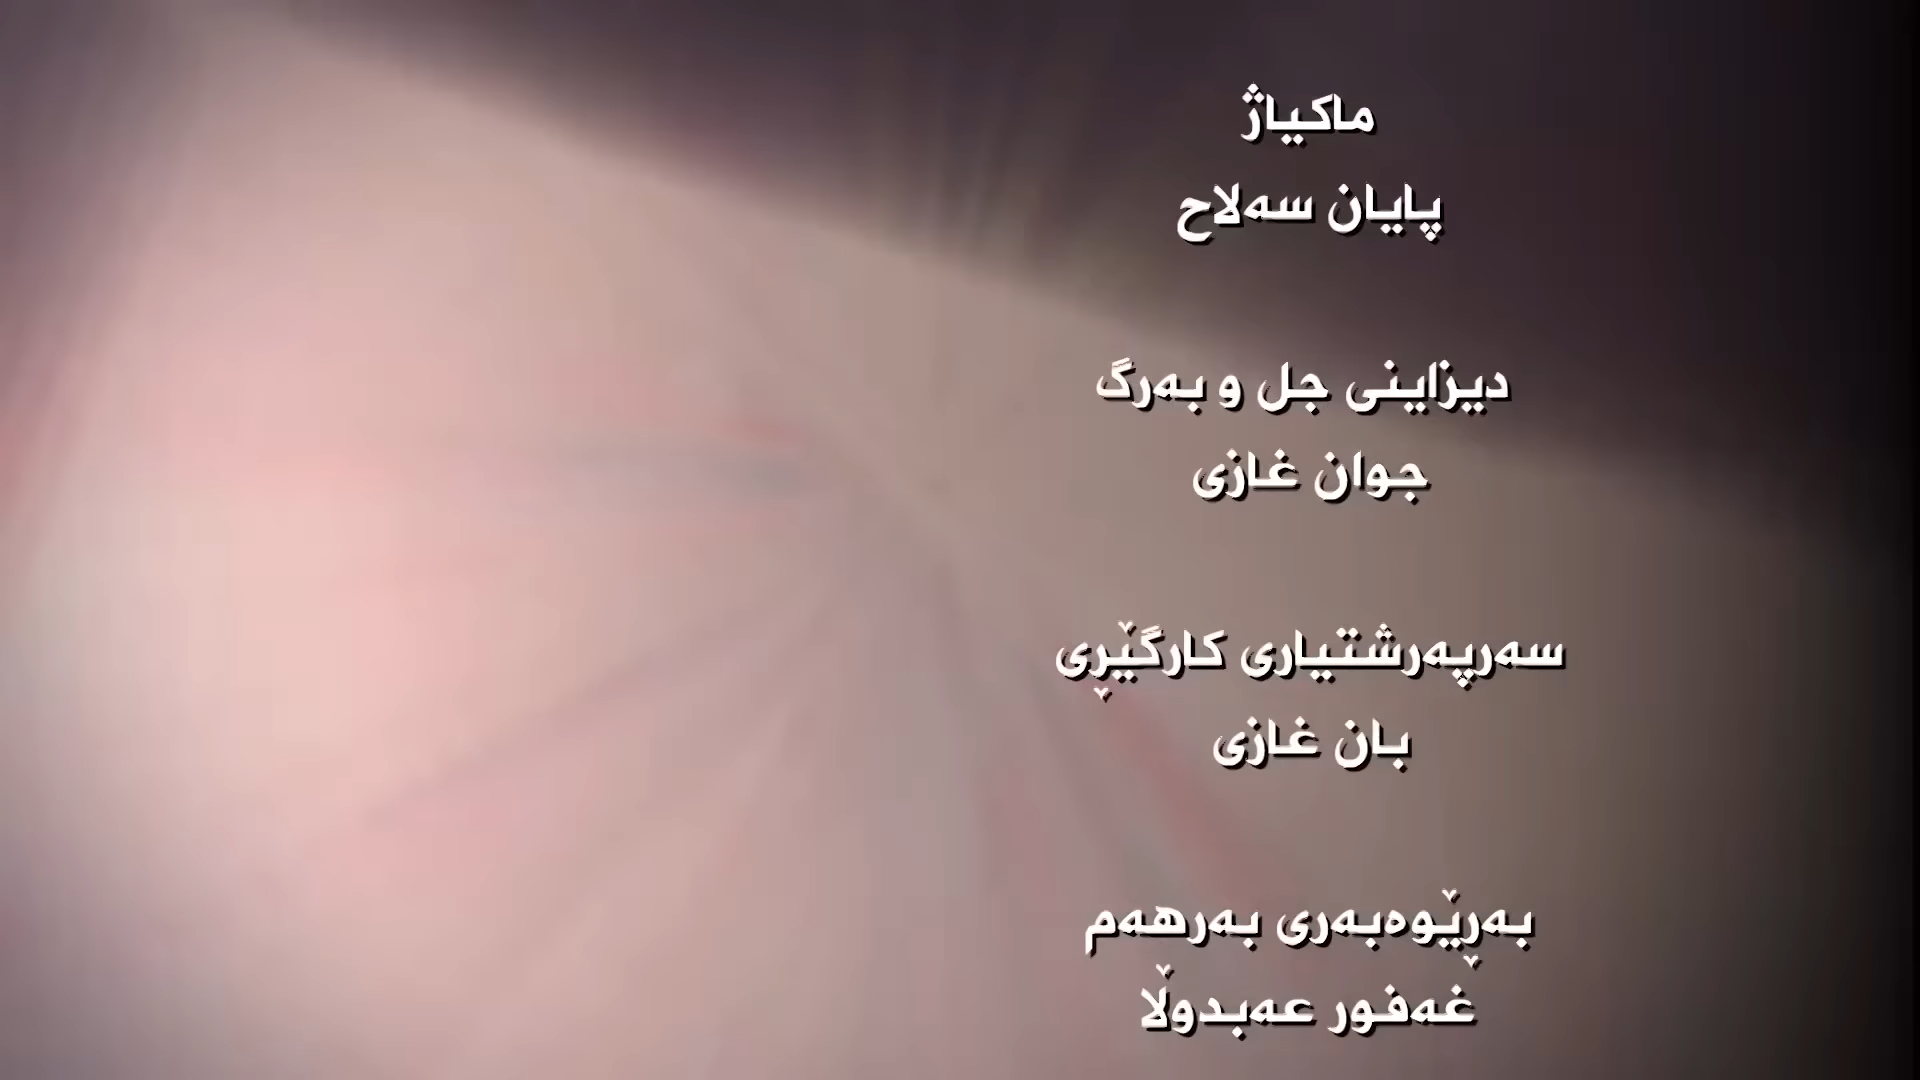 ماکیاژ
پایان سەلاح
دیزاینی جل و بەرگ
جوان غازی
سەرپەرشتیاری کارگێڕی
بان غازی
بەڕێوەبەری بەرهەم
غەفور عەبدوڵا